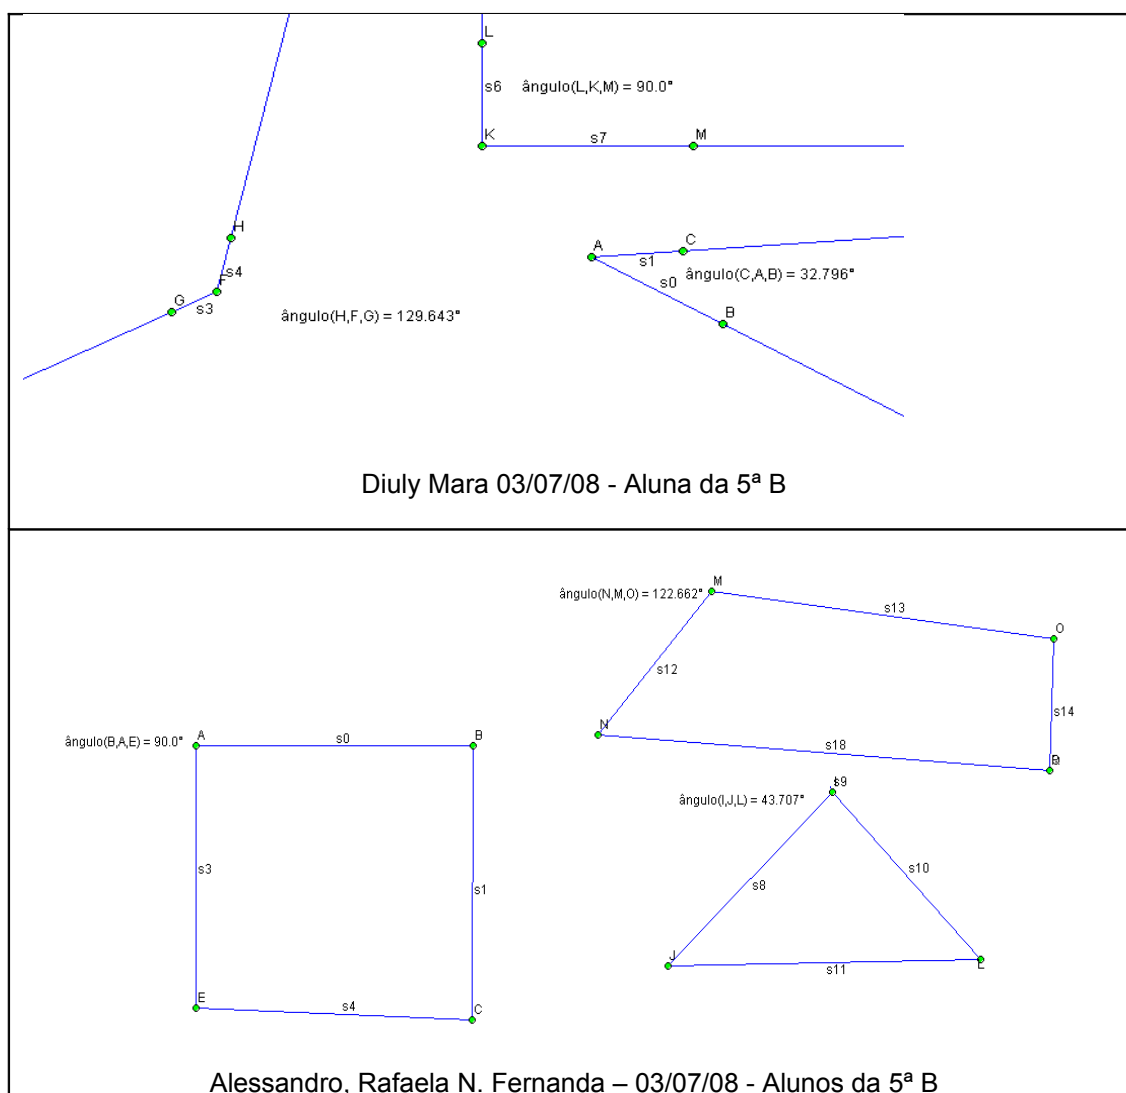 L
s6 ângulo(L,K,M) = 90.0°
K s7 M
H
s4
F
G
s3
ângulo(H,F,G) = 129.643°
A
C
s1
ângulo(C,A,B) = 32.796°
s0
B
Diuly Mara 03/07/08 - Aluna da 5ª B
M
ângulo(N,M,O) = 122.662°
s13
O
s12
s14
N
s18
ângulo(B,A,E) = 90.0°
A
s0
B
s9
ângulo(I,J,L) = 43.707°
s3
s1
s8
s10
J
s11
L
E
s4
C
Alessandro, Rafaela N. Fernanda – 03/07/08 - Alunos da 5ª B